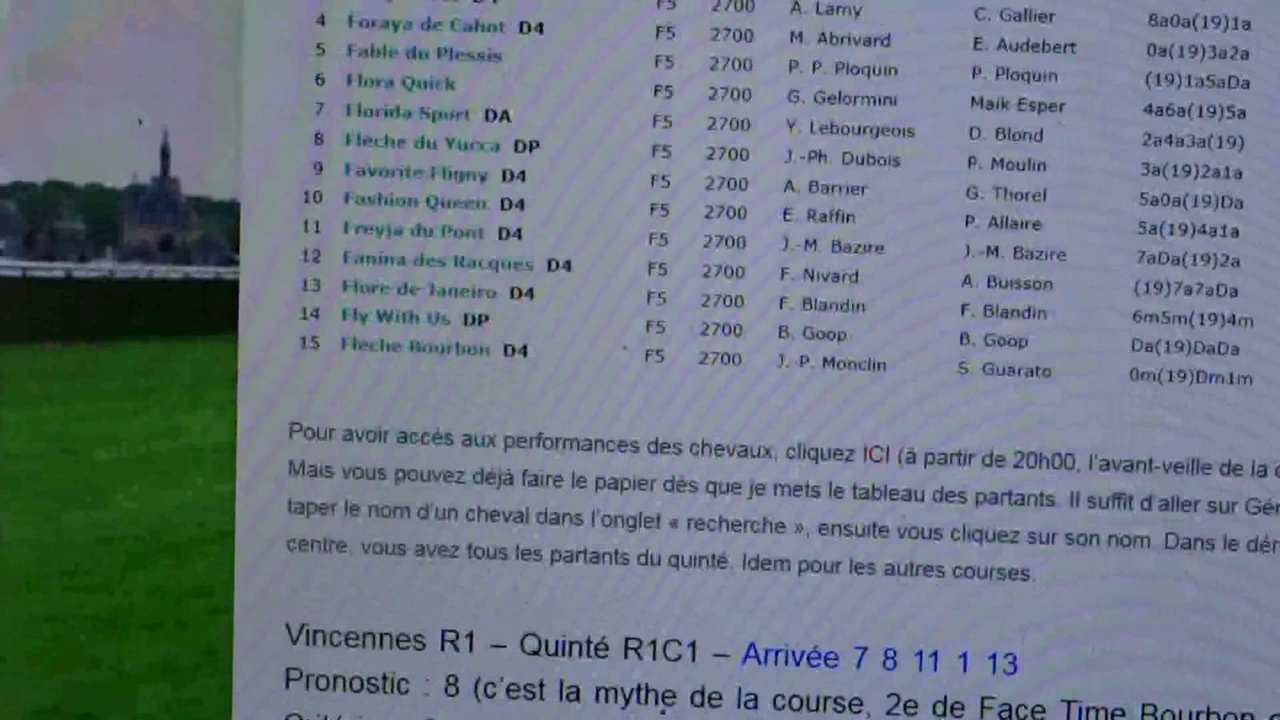 F5 2700 A. Lamy C. Gallier 8a0a(19)1a
4 Foraya de Cahot D4 F5 2700 M. Abrivard E. Audebert 0a(19)3a2a
5 Fable du Plessis F5 2700 P. P. Ploquin P. Ploquin (19)1a5aDa
6 Flora Quick F5 2700 G. Gelormini Maik Esper 4a6a(19)5a
7 Florida Sport DA F5 2700 Y. Lebourgeois D. Blond 2a4a3a(19)
8 Fleche du Yucca DP F5 2700 J.-Ph. Dubois P. Moulin 3a(19)2a1a
9 Favorite Fligny D4 F5 2700 A. Barrier G. Thorel 5a0a(19)Da
10 Fashion Queen D4 F5 2700 E. Raffin P. Allaire 5a(19)4a1a
11 Freyja du Pont D4 F5 2700 J.-M. Bazire J.-M. Bazire 7aDa(19)2a
12 Fanina des Racques D4 F5 2700 F. Nivard A. Buisson (19)7a7aDa
13 Flore de Janeiro D4 F5 2700 F. Blandin F. Blandin 6m5m(19)4m
14 Fly With Us DP F5 2700 B. Goop B. Goop Da(19)DaDa
15 Fleche Bourbon D4 F5 2700 J.-P. Monclin S. Guarato 0m(19)Dm1m
Pour avoir accès aux performances des chevaux, cliquez ICI (à partir de 20h00, l'avant-veille de la
Mais vous pouvez déjà faire le papier dès que je mets le tableau des partants. Il suffit d'aller sur
taper le nom d'un cheval dans l'onglet « recherche », ensuite vous cliquez sur son nom. Dans le
centre, vous avez tous les partants du quinté. Idem pour les autres courses.
Vincennes R1 – Quinté R1C1 – Arrivée 7 8 11 1 13
Pronostic : 8 (c'est la mythe de la course, 2e de Face Time Bourbon